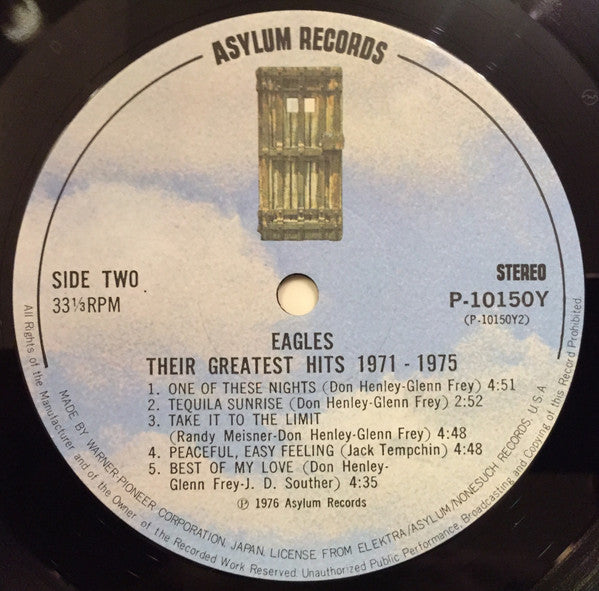 ASYLUM RECORDS
SIDE TWO
33⅓RPM
STEREO
P-10150Y
(P-10150Y2)
EAGLES
THEIR GREATEST HITS 1971 - 1975
1. ONE OF THESE NIGHTS (Don Henley-Glenn Frey) 4:51
2. TEQUILA SUNRISE (Don Henley-Glenn Frey) 2:52
3. TAKE IT TO THE LIMIT
(Randy Meisner-Don Henley-Glenn Frey) 4:48
4. PEACEFUL, EASY FEELING (Jack Tempchin) 4:48
5. BEST OF MY LOVE (Don Henley-
Glenn Frey-J. D. Souther) 4:35
Ⓟ 1976 Asylum Records
MADE BY WARNER-PIONEER CORPORATION, JAPAN. LICENSE FROM ELEKTRA/ASYLUM/NONESUCH RECORDS, U.S.A.
All Rights of the Manufacturer and of the Owner of the Recorded Work Reserved. Unauthorized Public Performance, Broadcasting and Copying of this Record Prohibited.